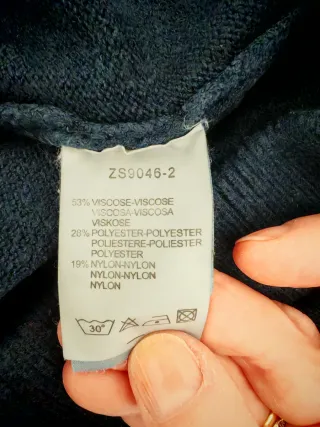 ZS9046-2
53% VISCOSE-VISCOSE
VISCOSA-VISCOSA
VISKOSE
28% POLYESTER-POLYESTER
POLIESTERE-POLIESTER
POLYESTER
19% NYLON-NYLON
NYLON-NYLON
NYLON
30°